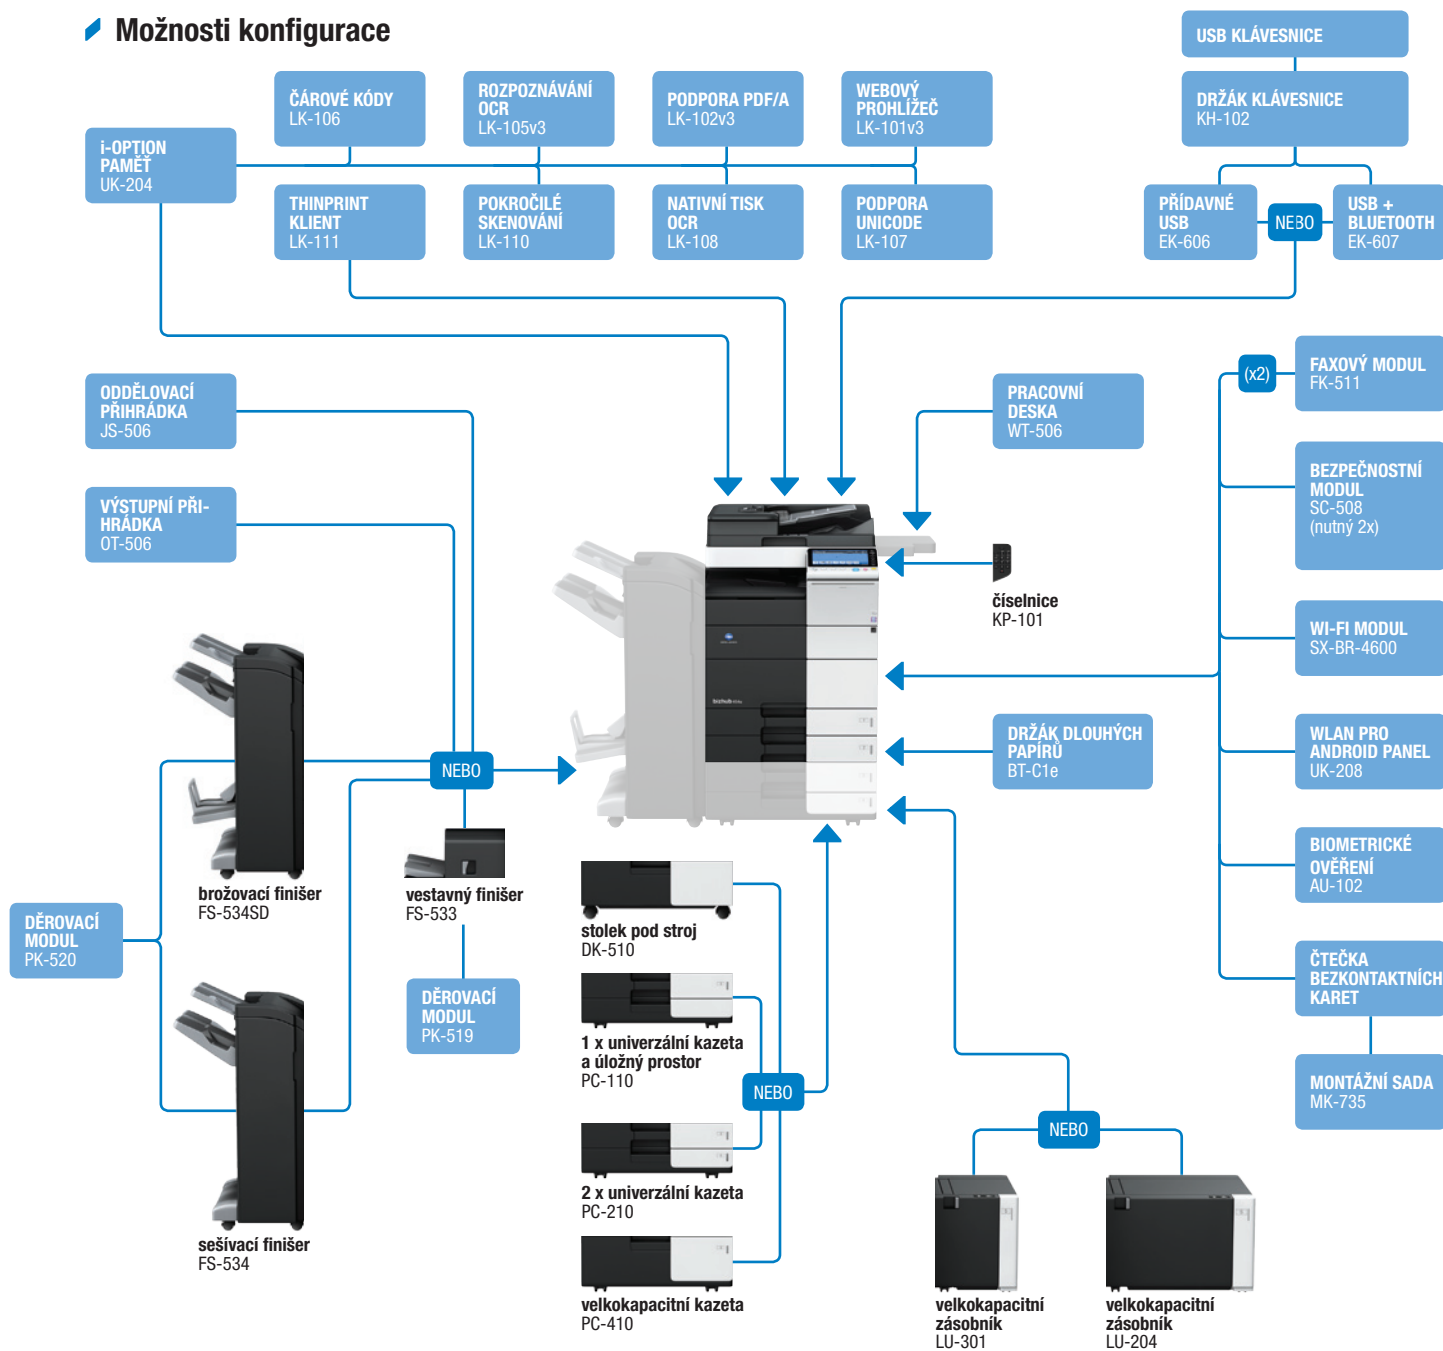 Možnosti konfigurace
USB KLÁVESNICE
ČÁROVÉ KÓDY
LK-106
ROZPOZNÁVÁNÍ
OCR
LK-105v3
PODPORA PDF/A
LK-102v3
WEBOVÝ
PROHLÍŽEČ
LK-101v3
DRŽÁK KLÁVESNICE
KH-102
i-OPTION
PAMĚŤ
UK-204
THINPRINT
KLIENT
LK-111
POKROČILÉ
SKENOVÁNÍ
LK-110
NATIVNÍ TISK
OCR
LK-108
PODPORA
UNICODE
LK-107
PŘÍDAVNÉ
USB
EK-606
NEBO
USB +
BLUETOOTH
EK-607
(x2)
FAXOVÝ MODUL
FK-511
ODDĚLOVACÍ
PŘIHRÁDKA
JS-506
PRACOVNÍ
DESKA
WT-506
BEZPEČNOSTNÍ
MODUL
SC-508
(nutný 2x)
VÝSTUPNÍ PŘI-
HRÁDKA
OT-506
číselnice
KP-101
WI-FI MODUL
SX-BR-4600
bizhub
DRŽÁK DLOUHÝCH
PAPÍRŮ
BT-C1e
WLAN PRO
ANDROID PANEL
UK-208
NEBO
BIOMETRICKÉ
OVĚŘENÍ
AU-102
brožovací finišer
FS-534SD
vestavný finišer
FS-533
stolek pod stroj
DK-510
DĚROVACÍ
MODUL
PK-520
ČTEČKA
BEZKONTAKTNÍCH
KARET
DĚROVACÍ
MODUL
PK-519
1 x univerzální kazeta
a úložný prostor
PC-110
NEBO
MONTÁŽNÍ SADA
MK-735
NEBO
2 x univerzální kazeta
PC-210
sešívací finišer
FS-534
velkokapacitní kazeta
PC-410
velkokapacitní
zásobník
LU-301
velkokapacitní
zásobník
LU-204